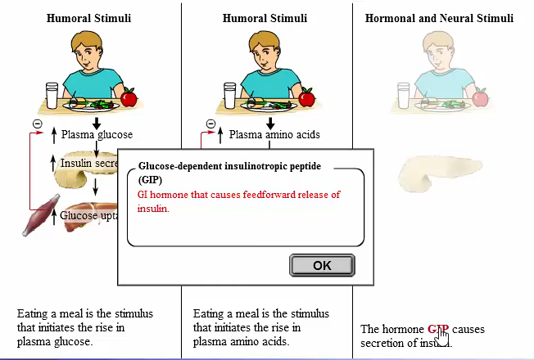 Humoral Stimuli
Humoral Stimuli
Hormonal and Neural Stimuli
Plasma glucose
Plasma amino acids
Insulin
Glucose
Glucose-dependent insulinotropic peptide
(GIP)
GI hormone that causes feedforward release of
insulin.
OK
Eating a meal is the stimulus
that initiates the rise in
plasma glucose.
Eating a meal is the stimulus
that initiates the rise in
plasma amino acids.
The hormone GIP causes
secretion of insulin.